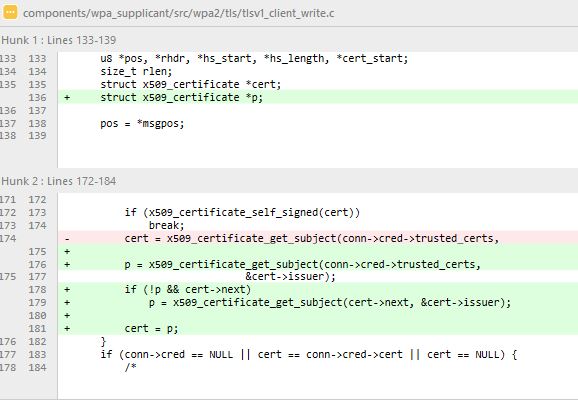 components/wpa_supplicant/src/wpa2/tls/tlsv1_client_write.c
Hunk 1 : Lines 133-139
133 133 u8 *pos, *rhdr, *hs_start, *hs_length, *cert_start;
134 134 size_t rlen;
135 135 struct x509_certificate *cert;
136 + struct x509_certificate *p;
136 137
137 138 pos = *msgpos;
138 139
Hunk 2 : Lines 172-184
171 172
172 173 if (x509_certificate_self_signed(cert))
173 174 break;
174 - cert = x509_certificate_get_subject(conn->cred->trusted_certs,
175 +
176 + p = x509_certificate_get_subject(conn->cred->trusted_certs,
175 177 &cert->issuer);
178 + if (!p && cert->next)
179 + p = x509_certificate_get_subject(cert->next, &cert->issuer);
180 +
181 + cert = p;
176 182 }
177 183 if (conn->cred == NULL || cert == conn->cred->cert || cert == NULL) {
178 184 /*